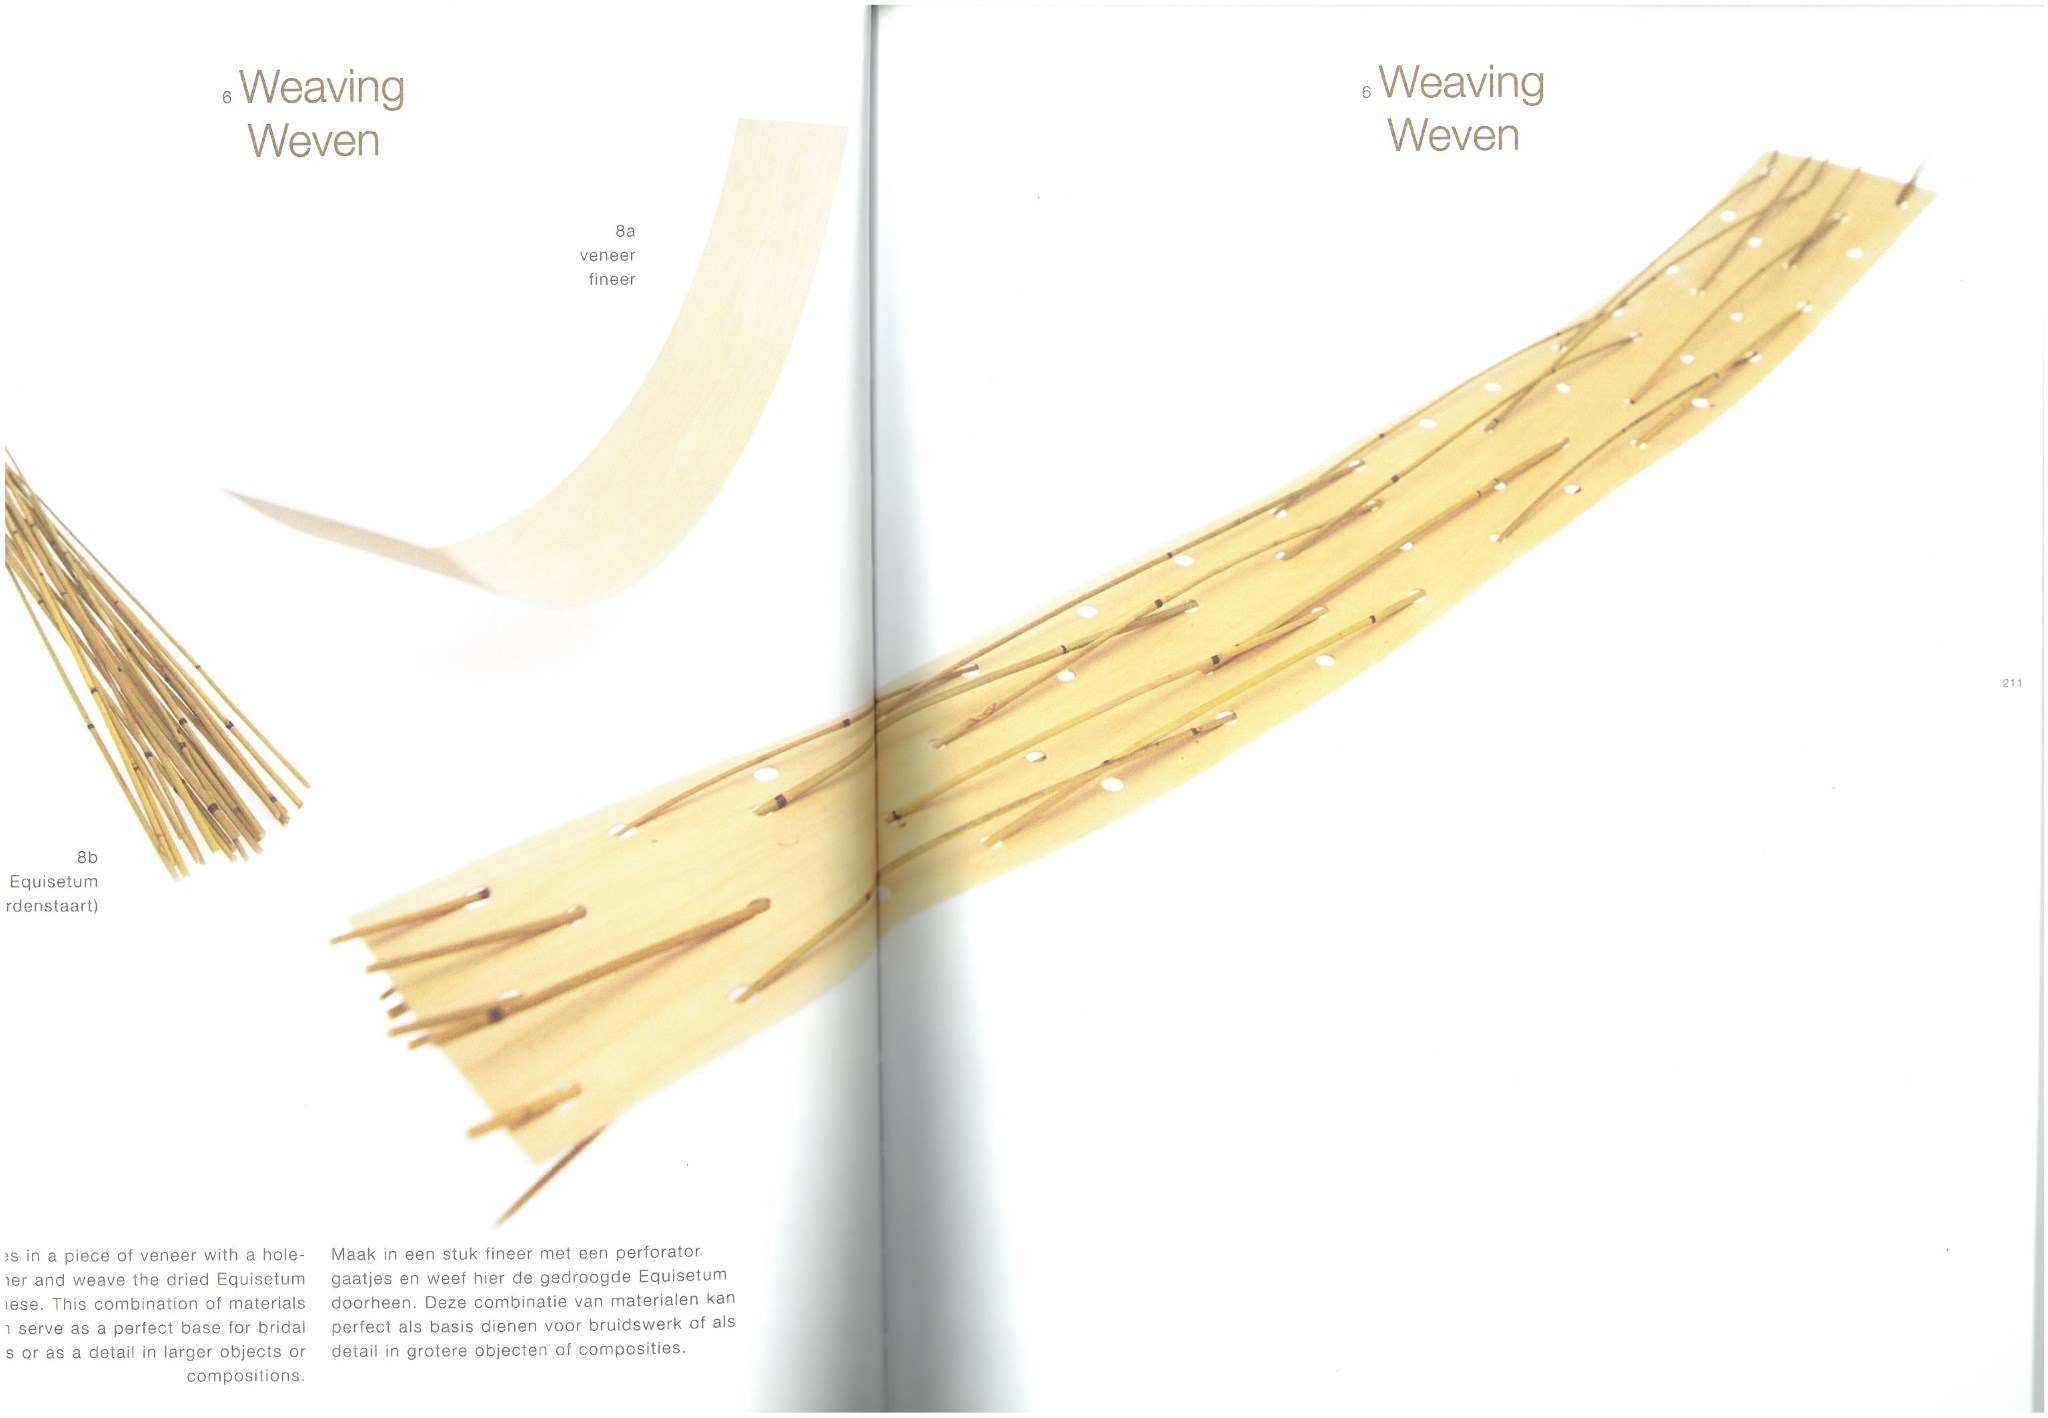 6 Weaving
Weven
8a
veneer
fineer
8b
Equisetum
rdenstaart)
in a piece of veneer with a hole-
and weave the dried Equisetum
This combination of materials
serve as a perfect base for bridal
s or as a detail in larger objects or
compositions.
Maak in een stuk fineer met een perforator
gaatjes en weef hier de gedroogde Equisetum
doorheen. Deze combinatie van materialen kan
perfect als basis dienen voor bruidswerk of als
detail in grotere objecten of composities.
6 Weaving
Weven
211